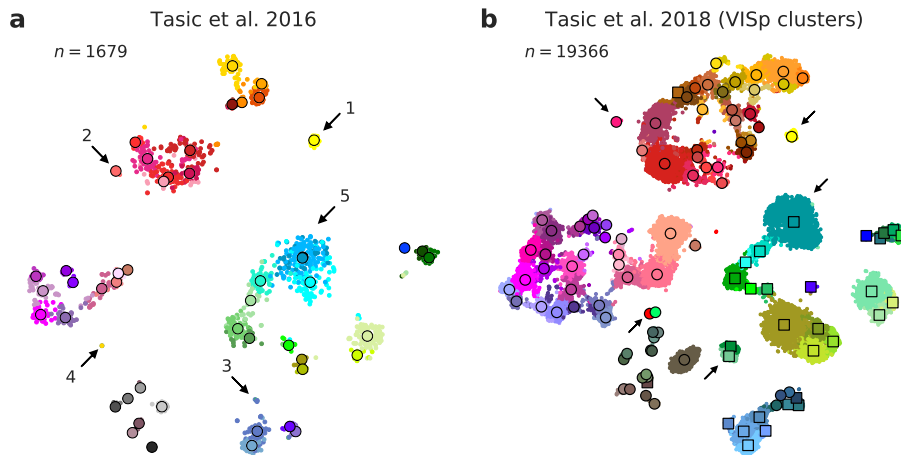 a Tasic et al. 2016
n = 1679
1
2
5
4
3
b Tasic et al. 2018 (VISp clusters)
n = 19366